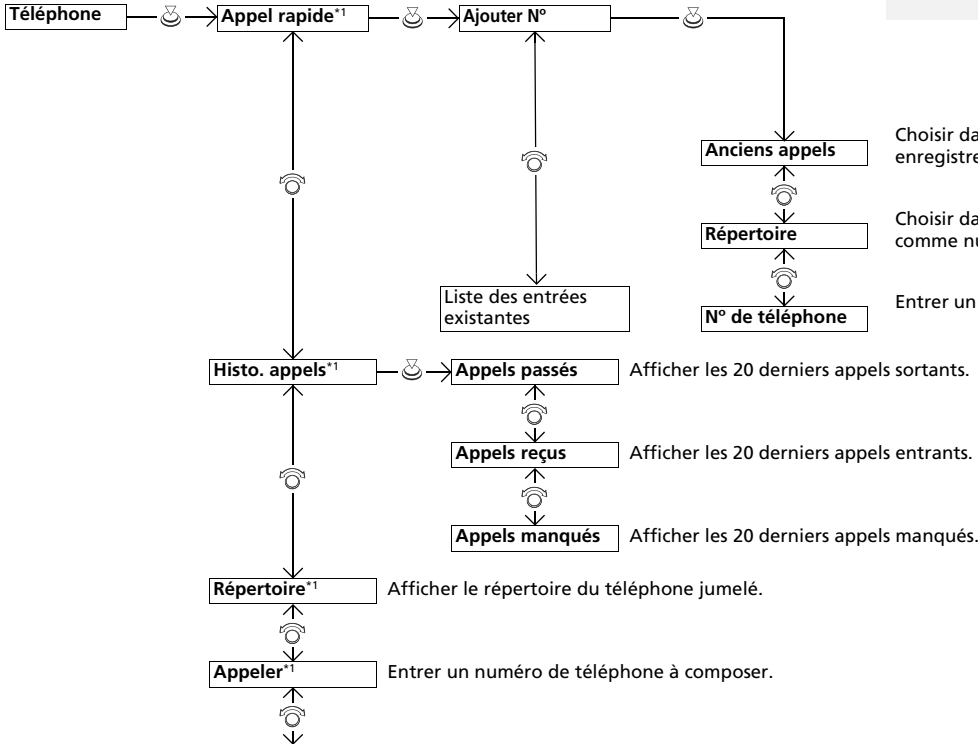 Téléphone
Appel rapide*1
Ajouter Nº
Anciens appels
Choisir
enregistre
Répertoire
Choisir
comme
Nº de téléphone
Entrer un
Liste des entrées
existantes
Histo. appels*1
Appels passés
Afficher les 20 derniers appels sortants.
Appels reçus
Afficher les 20 derniers appels entrants.
Appels manqués
Afficher les 20 derniers appels manqués.
Répertoire*1
Afficher le répertoire du téléphone jumelé.
Appeler*1
Entrer un numéro de téléphone à composer.